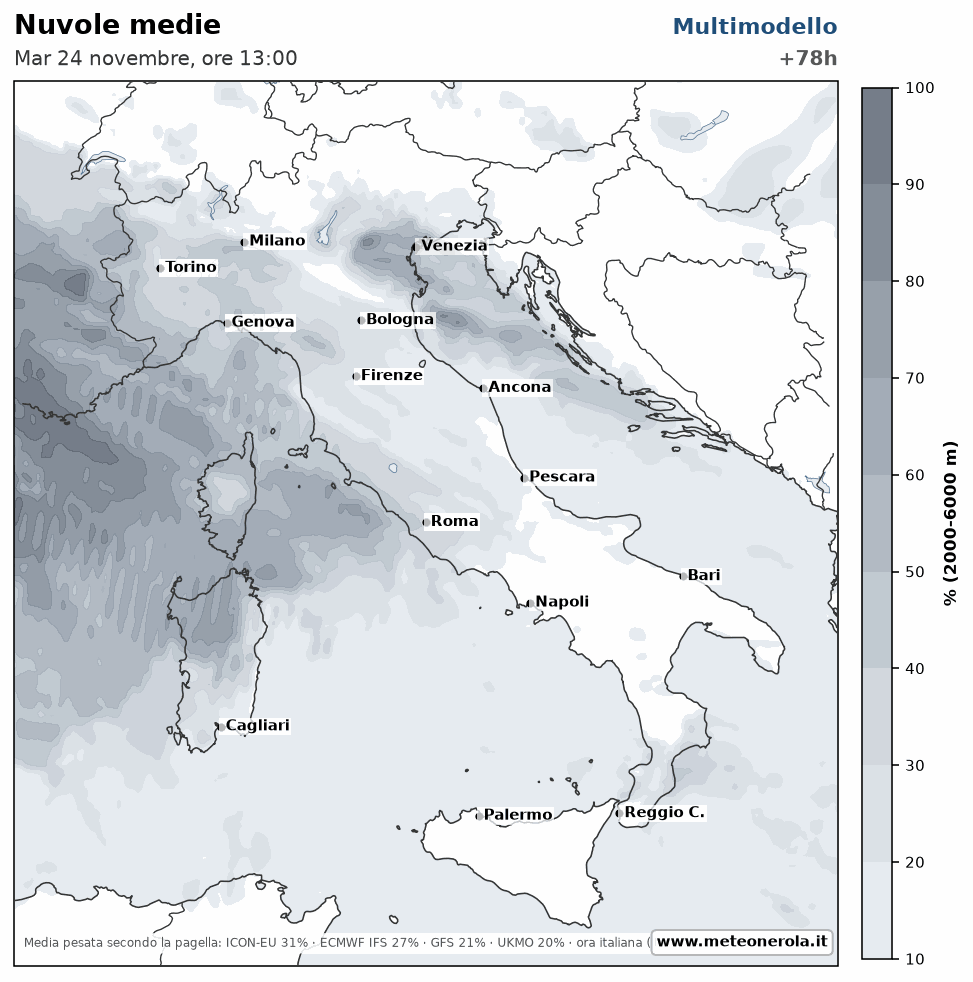 Nuvole medie
Multimodello
Mar 24 novembre, ore 13:00
+78h
100
90
80
70
60
50
40
30
20
10
% (2000-6000 m)
Milano
Venezia
Torino
Genova
Bologna
Firenze
Ancona
Pescara
Roma
Bari
Napoli
Cagliari
Palermo
Reggio C.
Media pesata secondo la pagella: ICON-EU 31% · ECMWF IFS 27% · GFS 21% · UKMO 20% · ora italiana (
www.meteonerola.it